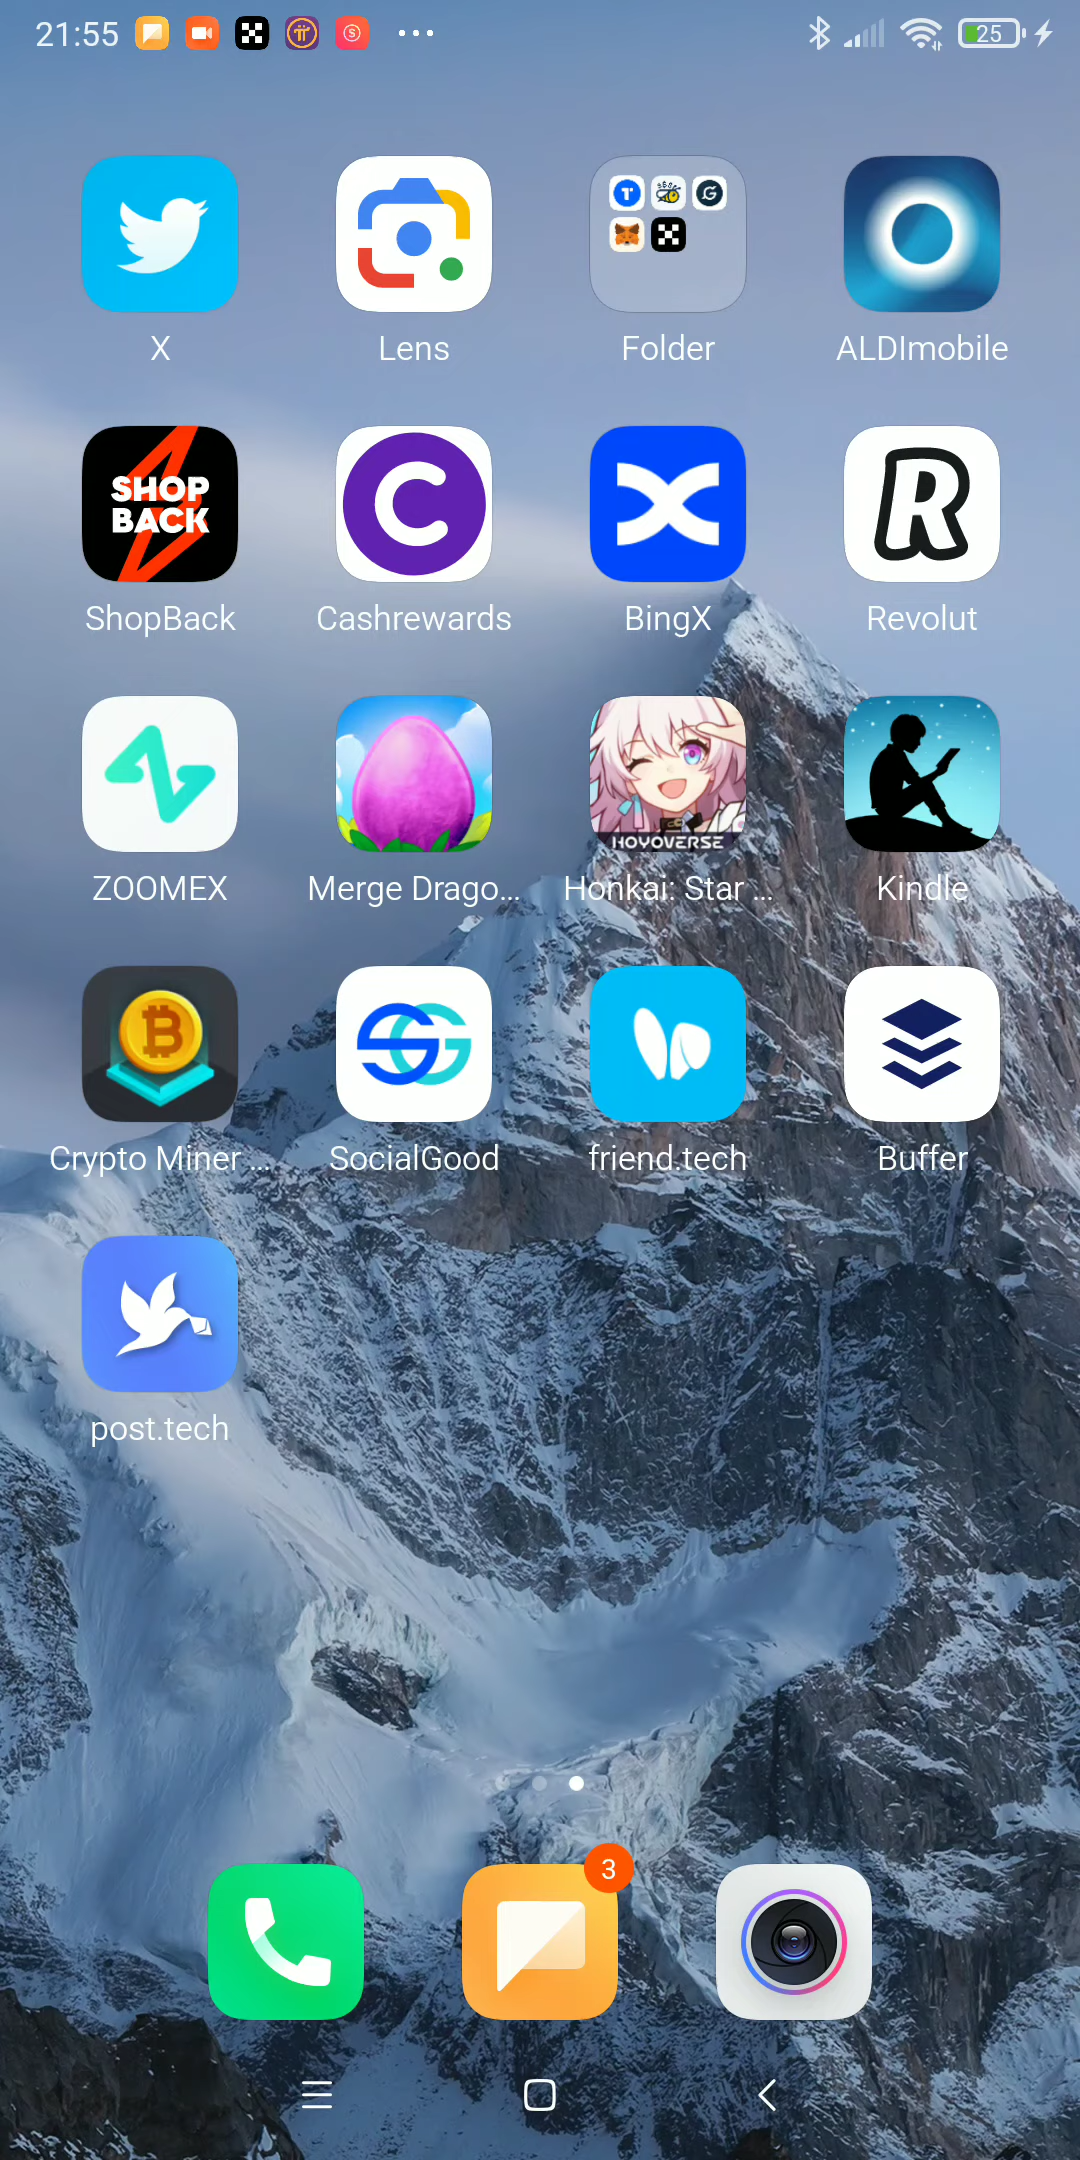 21:55
25
X
Lens
Folder
ALDImobile
SHOP
BACK
ShopBack
Cashrewards
BingX
Revolut
ZOOMEX
HOYOVERSE
Merge Drago...
Honkai: Star ...
Kindle
Crypto Miner ...
SocialGood
friend.tech
Buffer
post.tech
3